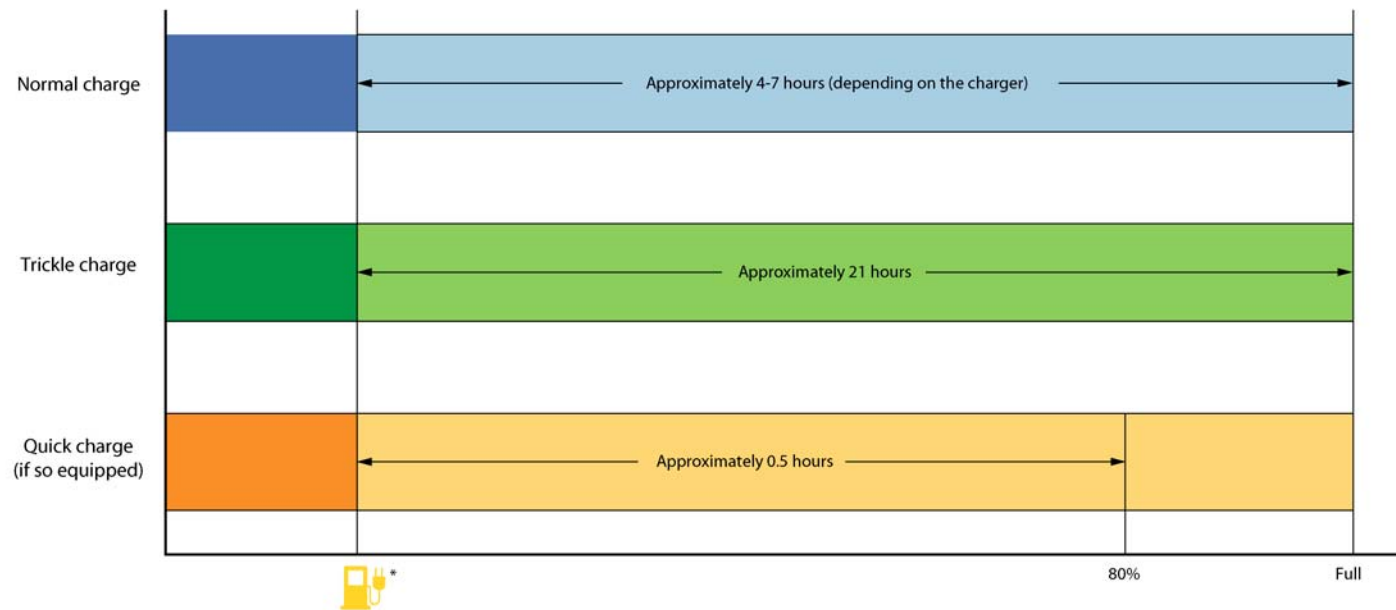 Normal charge
Approximately 4-7 hours (depending on the charger)
Trickle charge
Approximately 21 hours
Quick charge
(if so equipped)
Approximately 0.5 hours
*
80%
Full